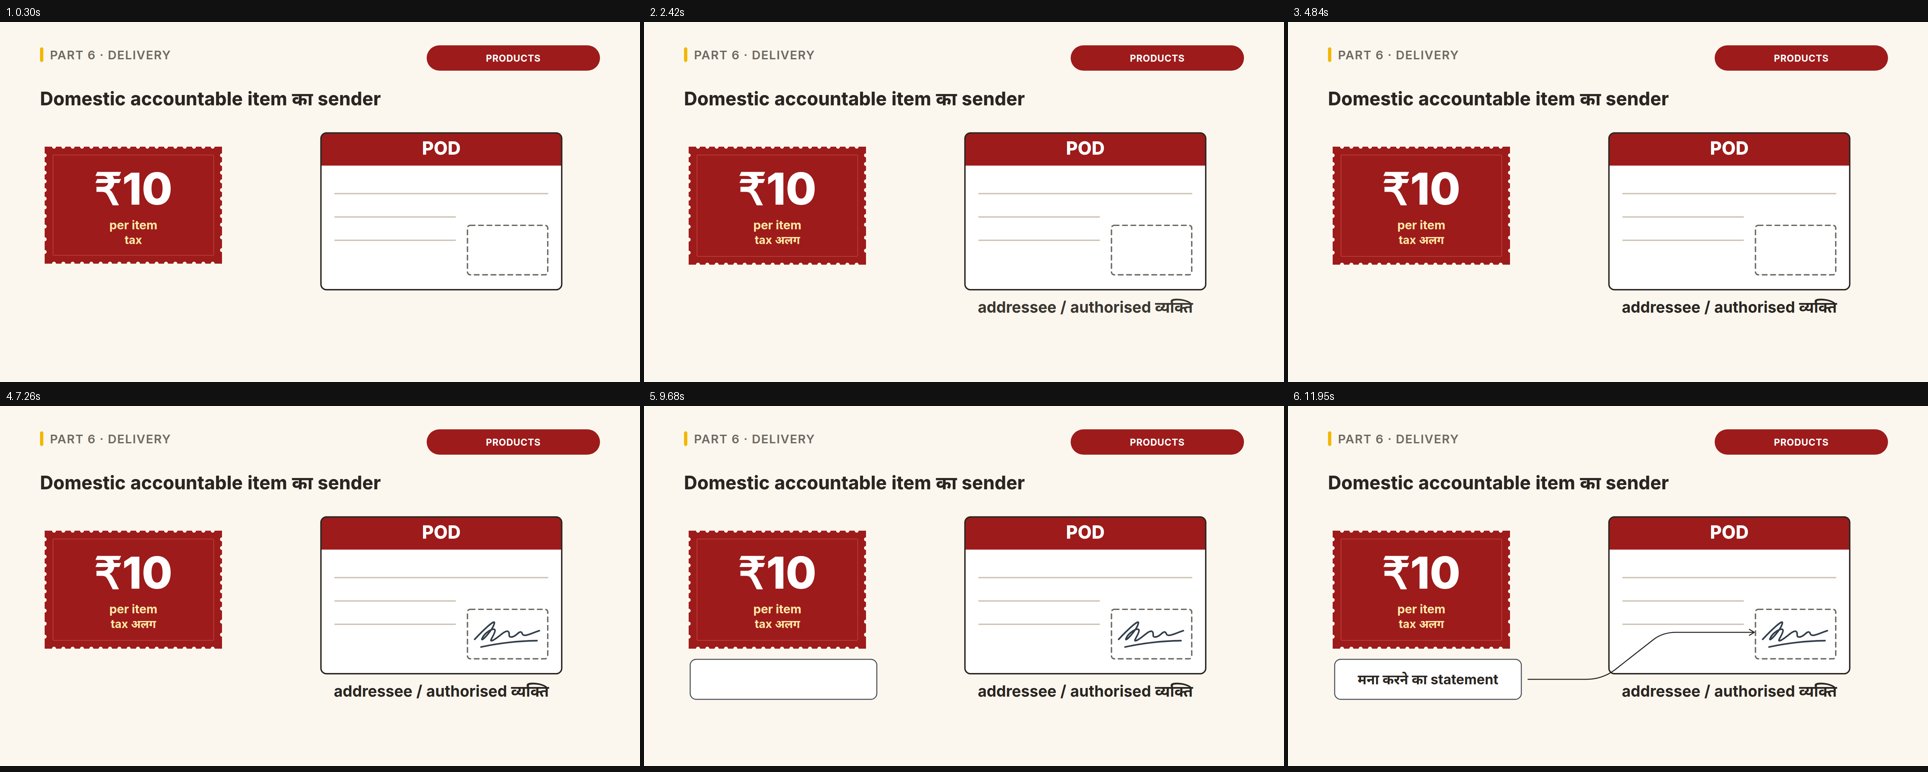 1. 0.30s
PART 6 · DELIVERY
PRODUCTS
Domestic accountable item का sender
₹10
per item
tax
POD
2. 2.42s
PART 6 · DELIVERY
PRODUCTS
Domestic accountable item का sender
₹10
per item
tax अलग
POD
addressee / authorised व्यक्ति
3. 4.84s
PART 6 · DELIVERY
PRODUCTS
Domestic accountable item का sender
₹10
per item
tax अलग
POD
addressee / authorised व्यक्ति
4. 7.26s
PART 6 · DELIVERY
PRODUCTS
Domestic accountable item का sender
₹10
per item
tax अलग
POD
addressee / authorised व्यक्ति
5. 9.68s
PART 6 · DELIVERY
PRODUCTS
Domestic accountable item का sender
₹10
per item
tax अलग
POD
addressee / authorised व्यक्ति
6. 11.95s
PART 6 · DELIVERY
PRODUCTS
Domestic accountable item का sender
₹10
per item
tax अलग
POD
मना करने का statement
addressee / authorised व्यक्ति